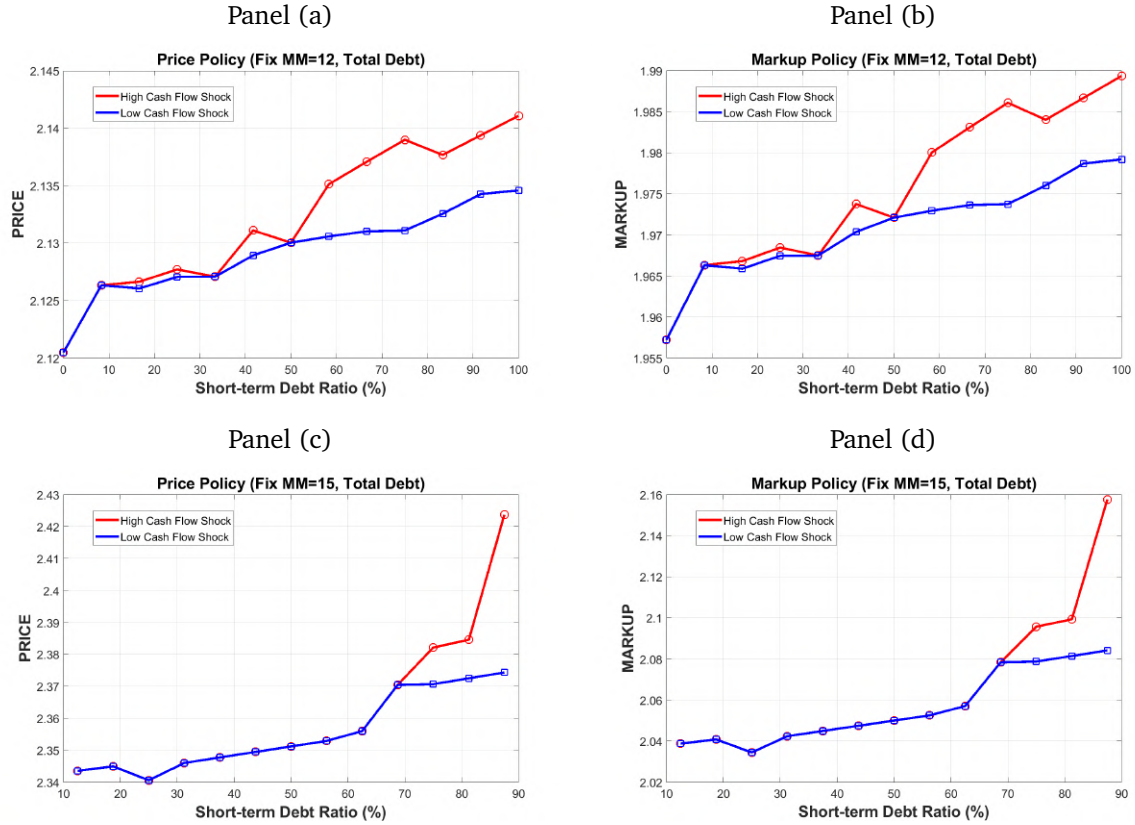 Panel (a)
Price Policy (Fix MM=12, Total Debt)
2.145
2.14
2.135
2.13
2.125
2.12
PRICE
High Cash Flow Shock
Low Cash Flow Shock
0 10 20 30 40 50 60 70 80 90 100
Short-term Debt Ratio (%)
Panel (b)
Markup Policy (Fix MM=12, Total Debt)
1.99
1.985
1.98
1.975
1.97
1.965
1.96
1.955
MARKUP
High Cash Flow Shock
Low Cash Flow Shock
0 10 20 30 40 50 60 70 80 90 100
Short-term Debt Ratio (%)
Panel (c)
Price Policy (Fix MM=15, Total Debt)
2.43
2.42
2.41
2.4
2.39
2.38
2.37
2.36
2.35
2.34
PRICE
High Cash Flow Shock
Low Cash Flow Shock
10 20 30 40 50 60 70 80 90
Short-term Debt Ratio (%)
Panel (d)
Markup Policy (Fix MM=15, Total Debt)
2.16
2.14
2.12
2.1
2.08
2.06
2.04
2.02
MARKUP
High Cash Flow Shock
Low Cash Flow Shock
10 20 30 40 50 60 70 80 90
Short-term Debt Ratio (%)